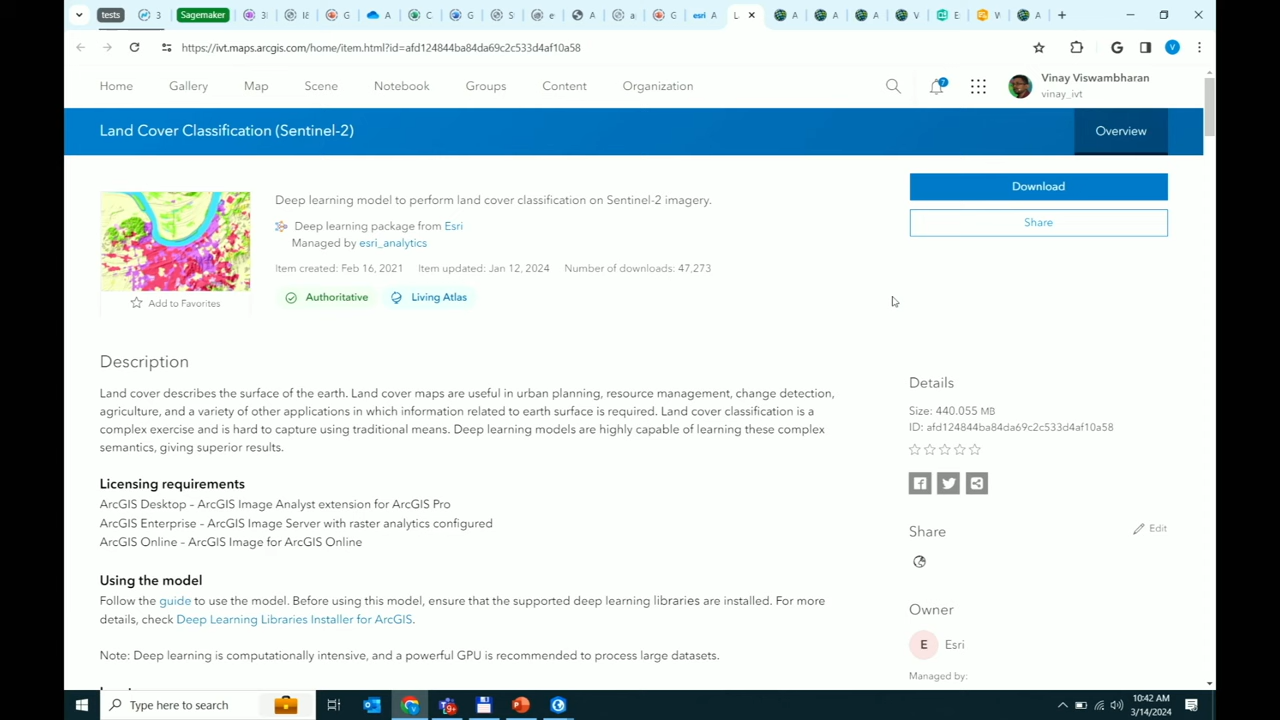 tests
3
Sagemaker
3
I
G
A
C
G
S
e
A
a
G
esri A
L
A
A
A
V
E
W
A
https://ivt.maps.arcgis.com/home/item.html?id=afd124844ba84da69c2c533d4af10a58
G
V
Home
Gallery
Map
Scene
Notebook
Groups
Content
Organization
7
Vinay Viswambharan
vinay_ivt
Land Cover Classification (Sentinel-2)
Overview
Download
Share
Deep learning model to perform land cover classification on Sentinel-2 imagery.
Deep learning package from Esri
Managed by esri_analytics
Item created: Feb 16, 2021 Item updated: Jan 12, 2024 Number of downloads: 47,273
Add to Favorites
Authoritative
Living Atlas
Description
Land cover describes the surface of the earth. Land cover maps are useful in urban planning, resource management, change detection,
agriculture, and a variety of other applications in which information related to earth surface is required. Land cover classification is a
complex exercise and is hard to capture using traditional means. Deep learning models are highly capable of learning these complex
semantics, giving superior results.
Licensing requirements
ArcGIS Desktop – ArcGIS Image Analyst extension for ArcGIS Pro
ArcGIS Enterprise – ArcGIS Image Server with raster analytics configured
ArcGIS Online – ArcGIS Image for ArcGIS Online
Using the model
Follow the guide to use the model. Before using this model, ensure that the supported deep learning libraries are installed. For more
details, check Deep Learning Libraries Installer for ArcGIS.
Note: Deep learning is computationally intensive, and a powerful GPU is recommended to process large datasets.
Details
Size: 440.055 MB
ID: afd124844ba84da69c2c533d4af10a58
Share
Edit
Owner
E Esri
Managed by:
Type here to search
10:42 AM
3/14/2024